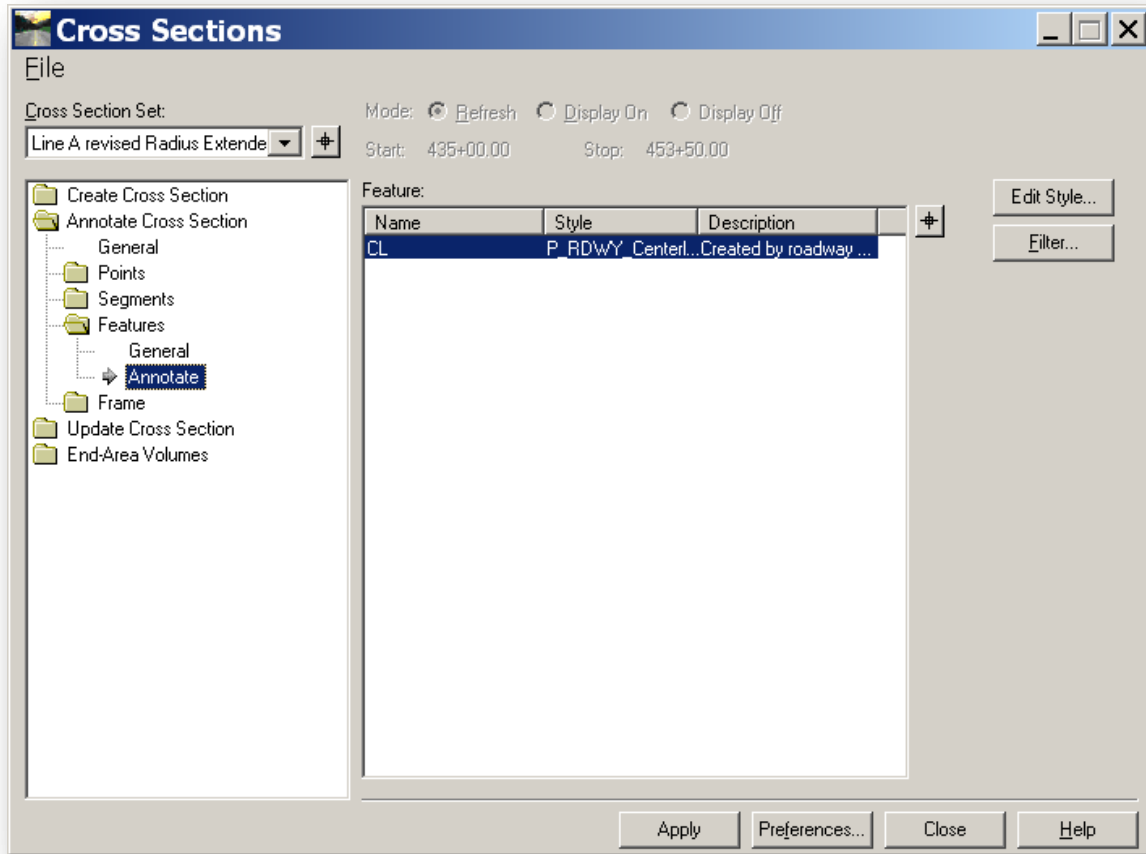 Cross Sections
File
Cross Section Set:
Line A revised Radius Extende
Mode: Refresh Display On Display Off
Start: 435+00.00 Stop: 453+50.00
Create Cross Section
Annotate Cross Section
General
Points
Segments
Features
General
Annotate
Frame
Update Cross Section
End-Area Volumes
Feature:
Name Style Description
CL P_RDWY_Centerl...Created by roadway ...
Edit Style...
Filter...
Apply Preferences... Close Help